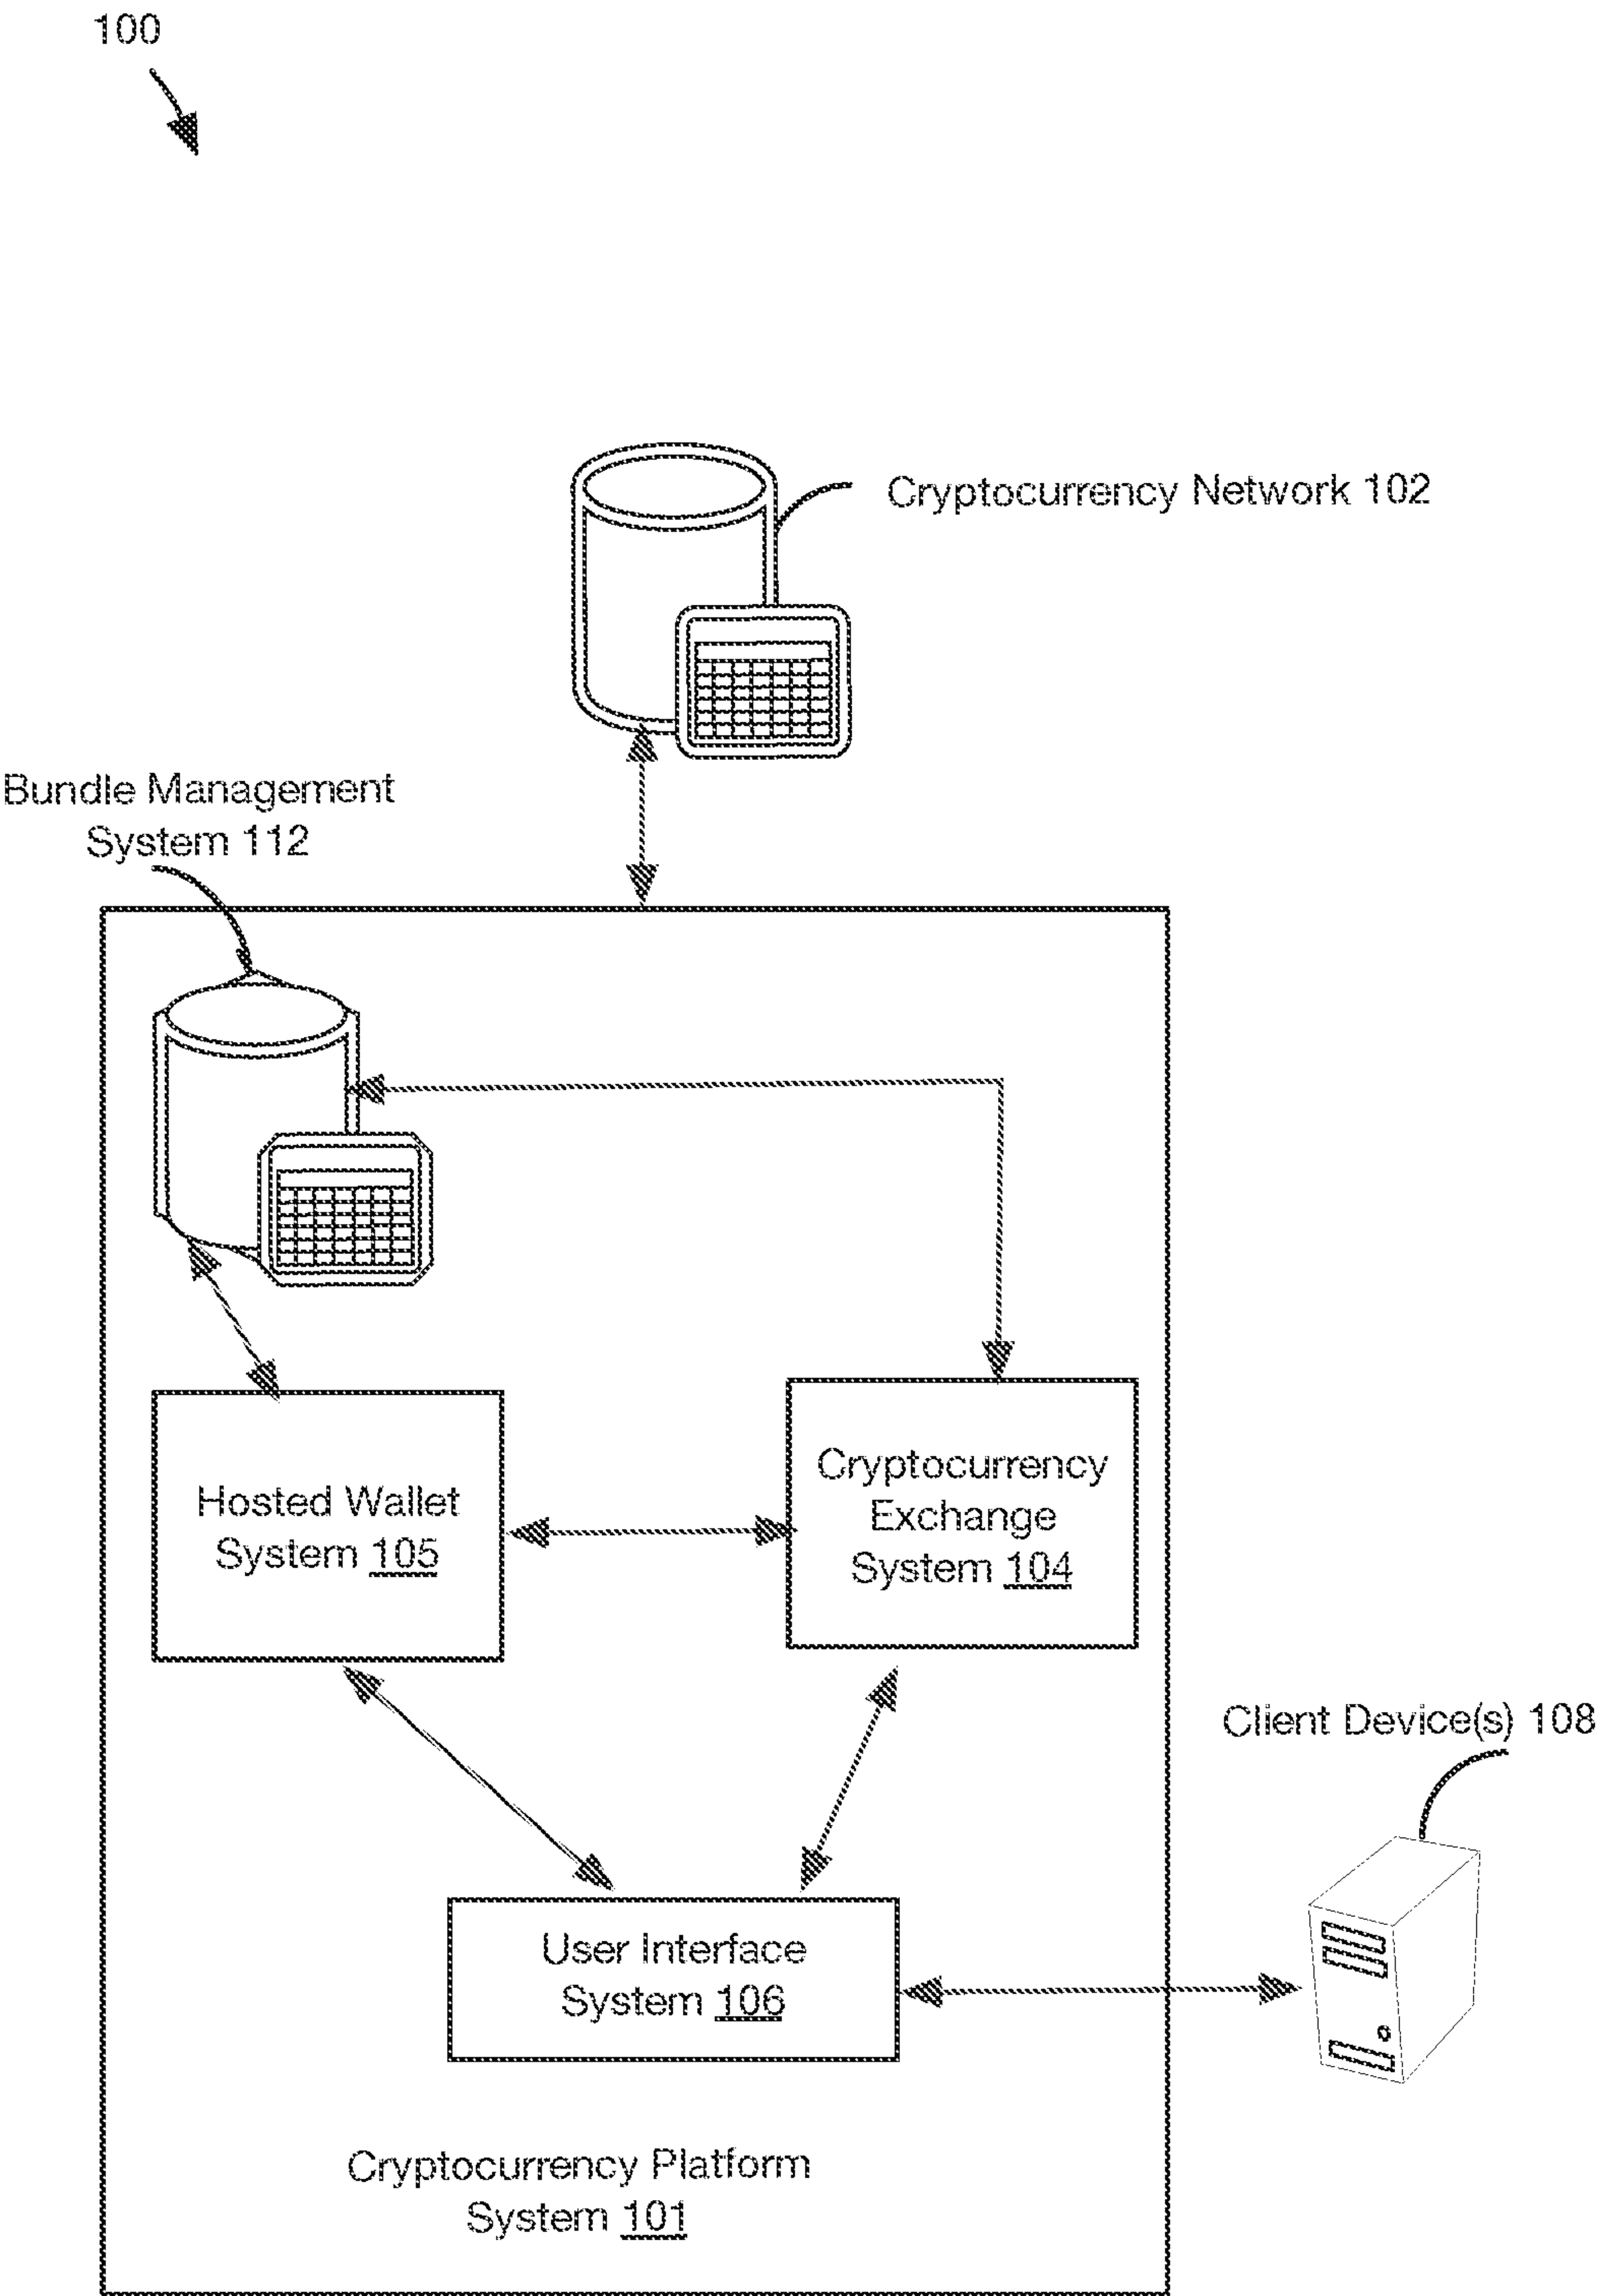 100
Cryptocurrency Network 102
Bundle Management
System 112
Hosted Wallet
System 105
Cryptocurrency
Exchange
System 104
Client Device(s) 108
User Interface
System 106
Cryptocurrency Platform
System 101